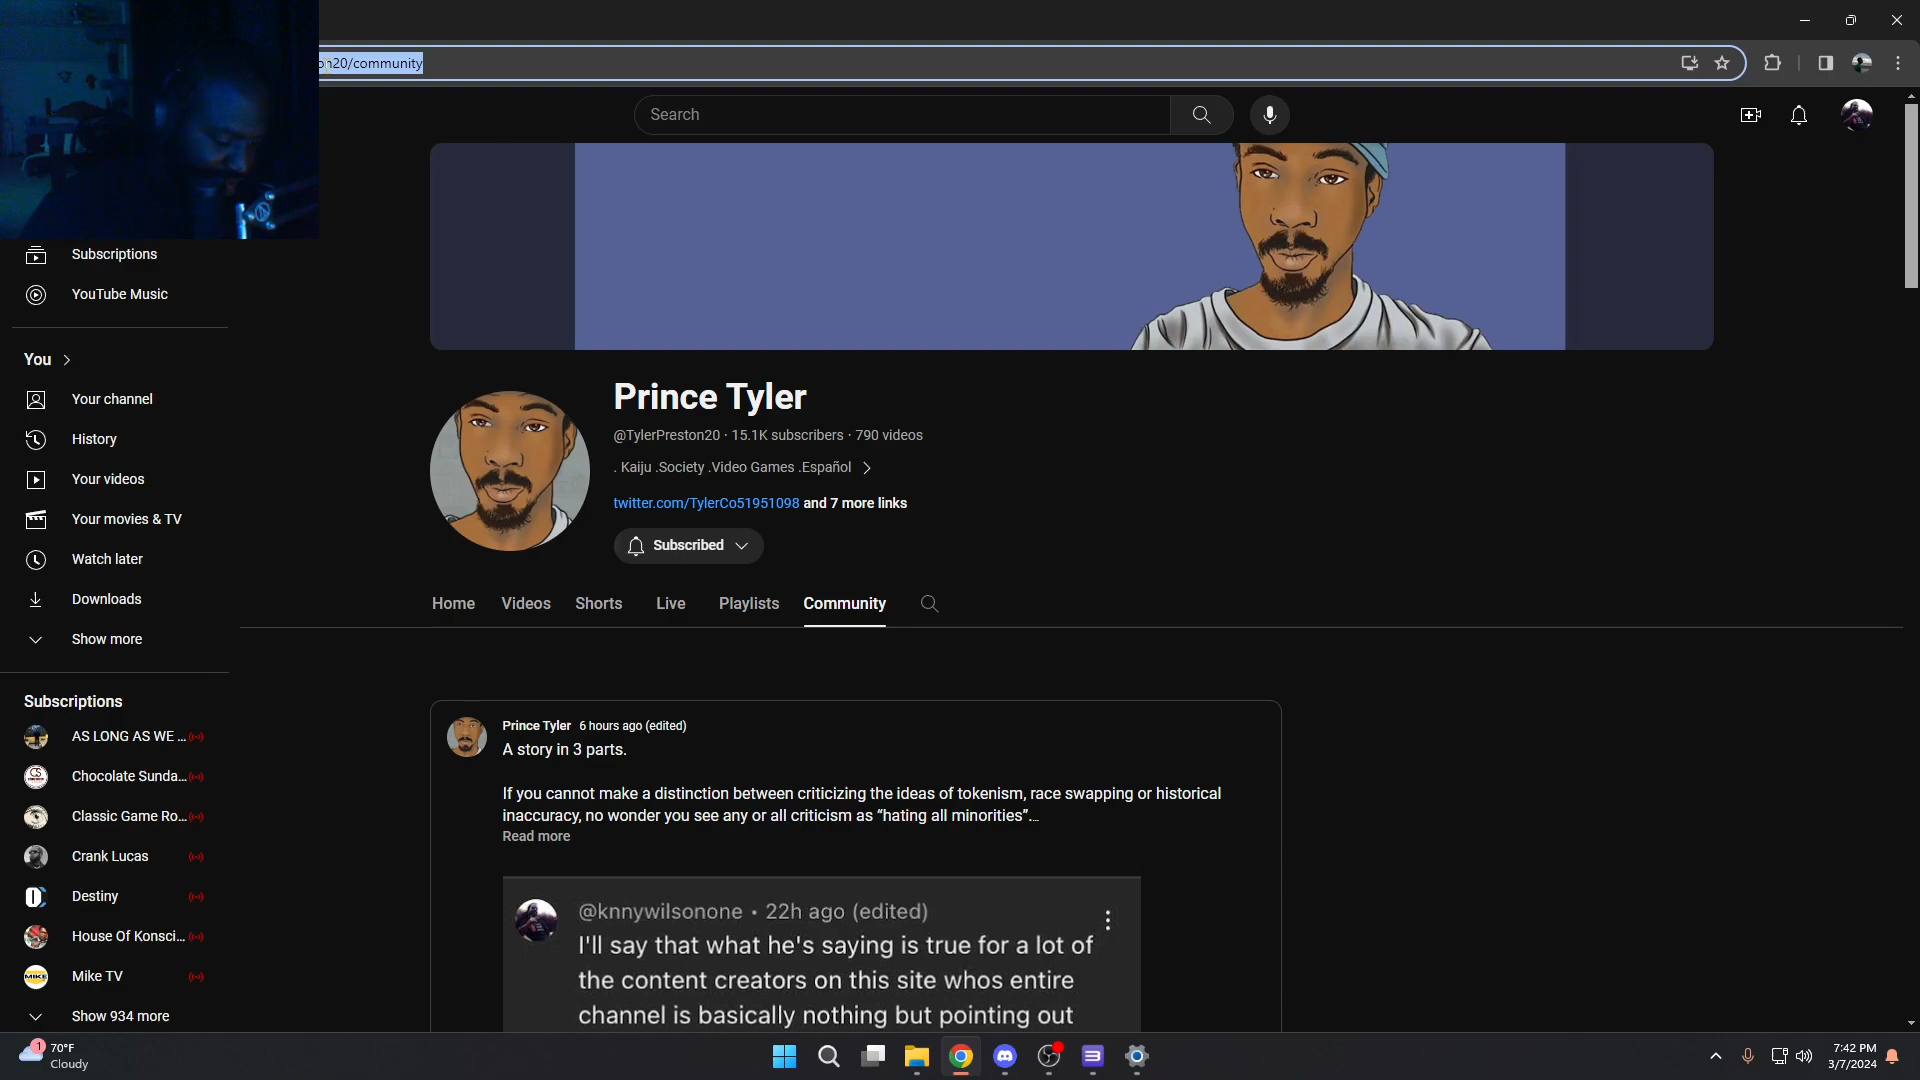 on20/community
Search
Subscriptions
YouTube Music
You
Your channel
History
Your videos
Your movies & TV
Watch later
Downloads
Show more
Subscriptions
AS LONG AS WE ...
Chocolate Sunda...
Classic Game Ro...
Crank Lucas
Destiny
House Of Konsci...
Mike TV
Show 934 more
Prince Tyler
@TylerPreston20 · 15.1K subscribers · 790 videos
. Kaiju .Society .Video Games .Español
twitter.com/TylerCo51951098 and 7 more links
Subscribed
Home Videos Shorts Live Playlists Community
Prince Tyler 6 hours ago (edited)
A story in 3 parts.
If you cannot make a distinction between criticizing the ideas of tokenism, race swapping or historical
inaccuracy, no wonder you see any or all criticism as “hating all minorities”...
Read more
@knnywilsonone • 22h ago (edited)
I'll say that what he's saying is true for a lot of
the content creators on this site whos entire
channel is basically nothing but pointing out
1
70°F
Cloudy
7:42 PM
3/7/2024